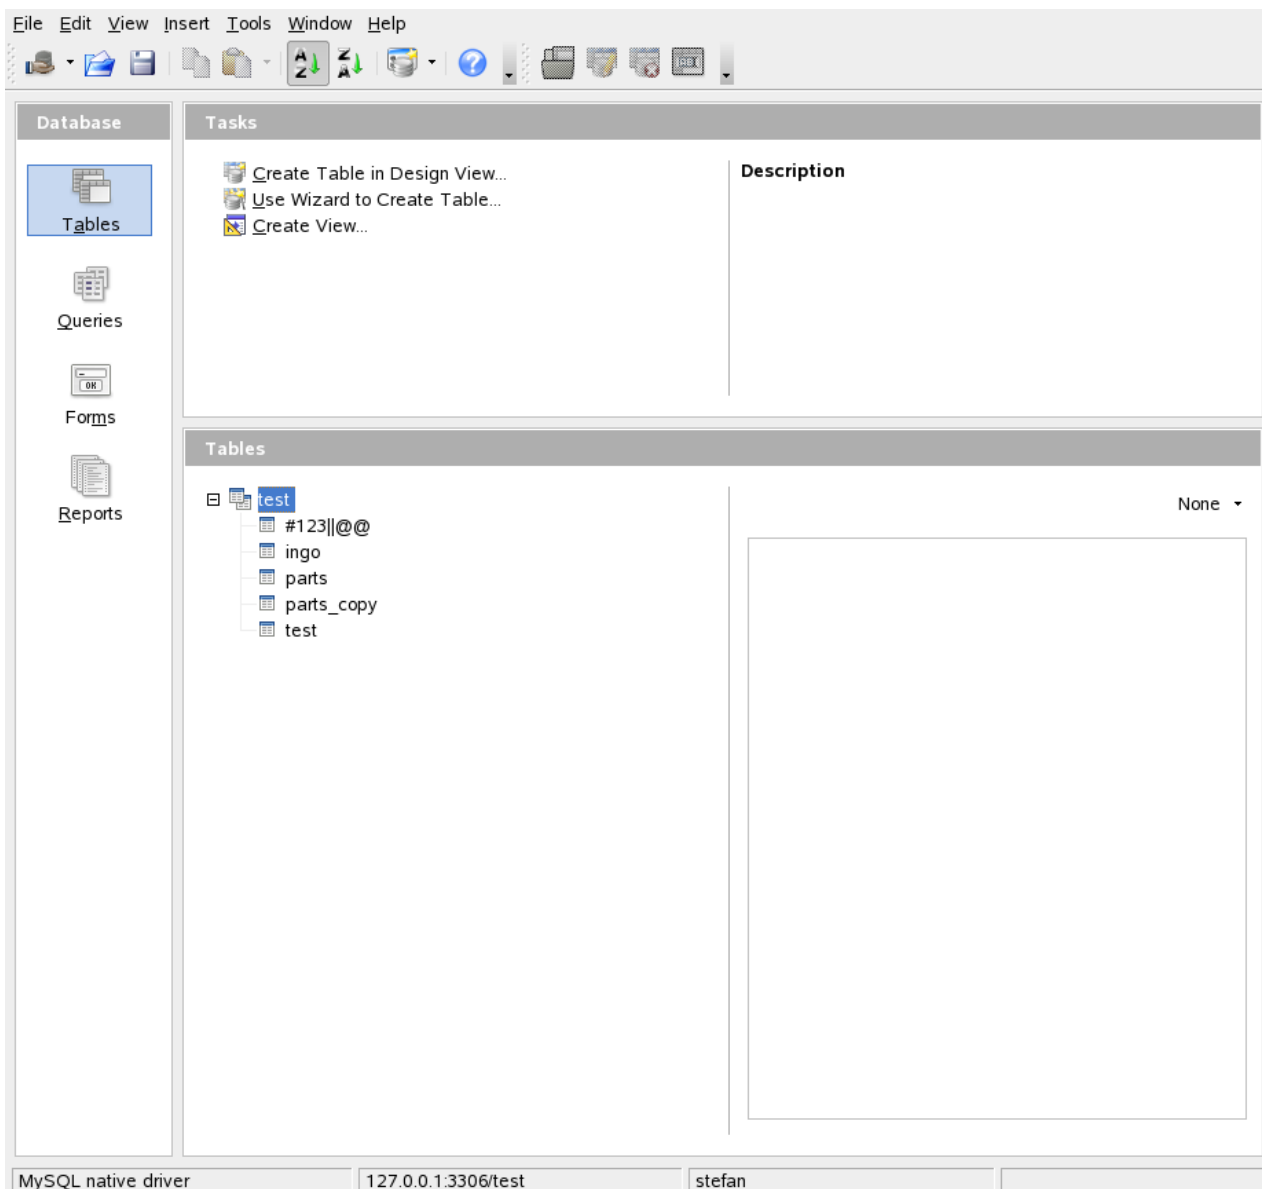 File Edit View Insert Tools Window Help
Database
Tables
Queries
Forms
Reports
Tasks
Create Table in Design View...
Use Wizard to Create Table...
Create View...
Description
Tables
test
#123||@@
ingo
parts
parts_copy
test
None
MySQL native driver 127.0.0.1:3306/test stefan